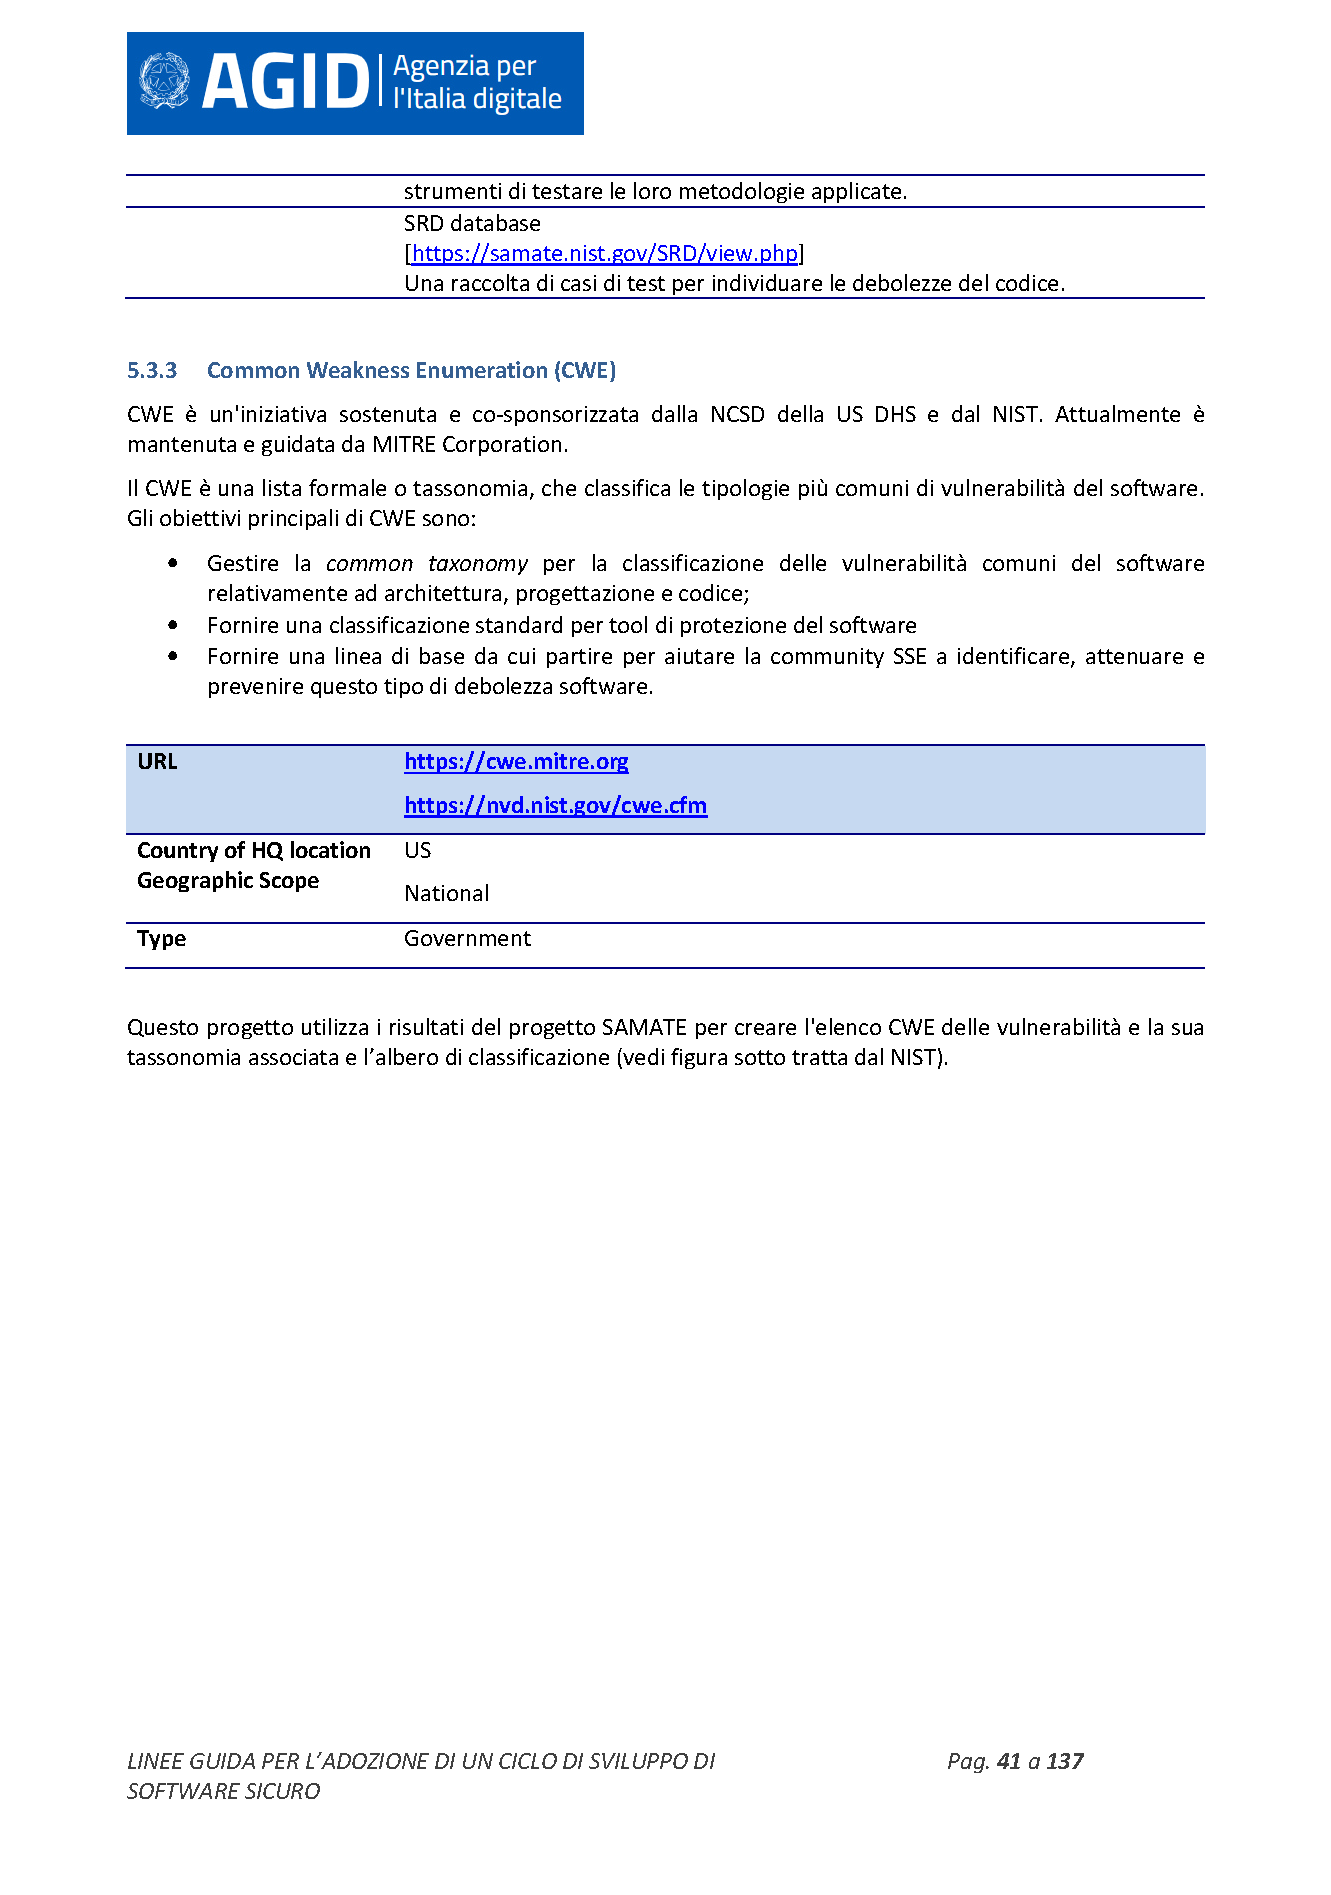 AGID Agenzia per
l'Italia digitale
strumenti di testare le loro metodologie applicate.
SRD database
[https://samate.nist.gov/SRD/view.php]
Una raccolta di casi di test per individuare le debolezze del codice.
5.3.3 Common Weakness Enumeration (CWE)
CWE è un'iniziativa sostenuta e co-sponsorizzata dalla NCSD della US DHS e dal NIST. Attualmente è
mantenuta e guidata da MITRE Corporation.
Il CWE è una lista formale o tassonomia, che classifica le tipologie più comuni di vulnerabilità del software.
Gli obiettivi principali di CWE sono:
• Gestire la common taxonomy per la classificazione delle vulnerabilità comuni del software
relativamente ad architettura, progettazione e codice;
• Fornire una classificazione standard per tool di protezione del software
• Fornire una linea di base da cui partire per aiutare la community SSE a identificare, attenuare e
prevenire questo tipo di debolezza software.
URL https://cwe.mitre.org
https://nvd.nist.gov/cwe.cfm
Country of HQ location US
Geographic Scope
National
Type Government
Questo progetto utilizza i risultati del progetto SAMATE per creare l'elenco CWE delle vulnerabilità e la sua
tassonomia associata e l’albero di classificazione (vedi figura sotto tratta dal NIST).
LINEE GUIDA PER L’ADOZIONE DI UN CICLO DI SVILUPPO DI Pag. 41 a 137
SOFTWARE SICURO